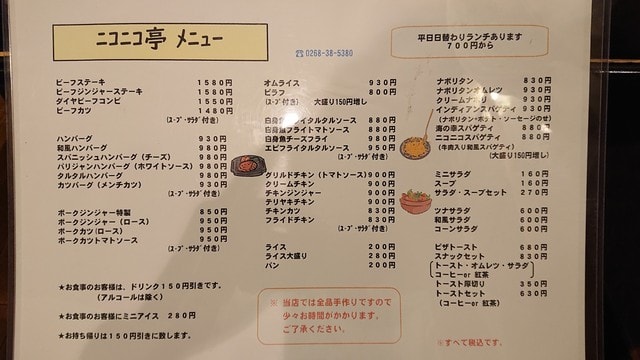 ニコニコ亭 メニュー
☎ 0268-38-5380
平日日替わりランチあります
700円から
ビーフステーキ 1580円
ビーフジンジャーステーキ 1580円
ダイヤビーフコンビ 1550円
ビーフカツ 1480円
(スープ・サラダ付き)
ハンバーグ 930円
和風ハンバーグ 980円
スパニッシュハンバーグ（チーズ） 980円
パリジャンハンバーグ（ホワイトソース） 980円
タルタルハンバーグ 980円
カツバーグ（メンチカツ） 930円
(スープ・サラダ付き)
ポークジンジャー特製 850円
ポークジンジャー（ロース） 950円
ポークカツ（ロース） 950円
ポークカツトマトソース 950円
(スープ・サラダ付き)
★お食事のお客様は、ドリンク150円引きです。
（アルコールは除く）
★お食事のお客様にミニアイス 280円
★お持ち帰りは150円引きに致します。
オムライス 930円
ピラフ 800円
(スープ付き) 大盛り150円増し
白身魚フライタルタルソース 880円
白身魚フライトマトソース 880円
白身魚チーズフライ 980円
エビフライタルタルソース 950円
(スープ・サラダ付き)
グリルドチキン（トマトソース） 900円
クリームチキン 900円
チキンジンジャー 900円
テリヤキチキン 900円
チキンカツ 830円
フライドチキン 830円
(スープ・サラダ付き)
ライス 200円
ライス大盛り 280円
パン 200円
※ 当店では全品手作りですので
少々お時間がかかります。
ご了承ください。
ナポリタン 830円
ナポリタンオムレツ 930円
クリームナポリ 930円
インディアンスパゲティ 930円
（ナポリタン・ポテト・ソーセージのせ）
海の幸スパゲティ 880円
ニコニコスパゲティ 880円
（牛肉入り和風スパゲティ）
(大盛り150円増し)
ミニサラダ 160円
スープ 160円
サラダ・スープセット 270円
ツナサラダ 600円
和風サラダ 600円
コーンサラダ 600円
ピザトースト 680円
スナックセット 830円
トースト・オムレツ・サラダ
コーヒーor 紅茶
トースト厚切り 350円
トーストセット 630円
(コーヒーor 紅茶)
※すべて税込です。